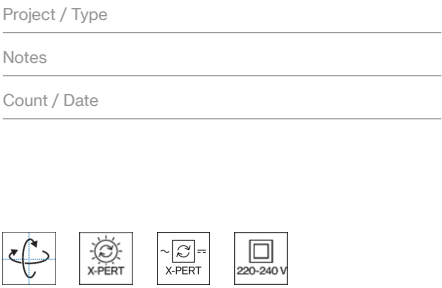 Project / Type
Notes
Count / Date
X-PERT
X-PERT
220-240 V